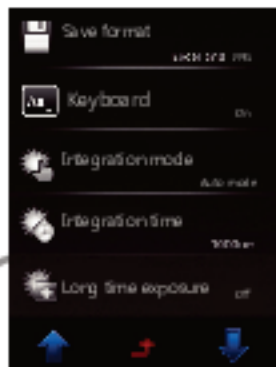 Save format
Keyboard
On
Integration mode
Auto mode
Integration time
Long time exposure
off